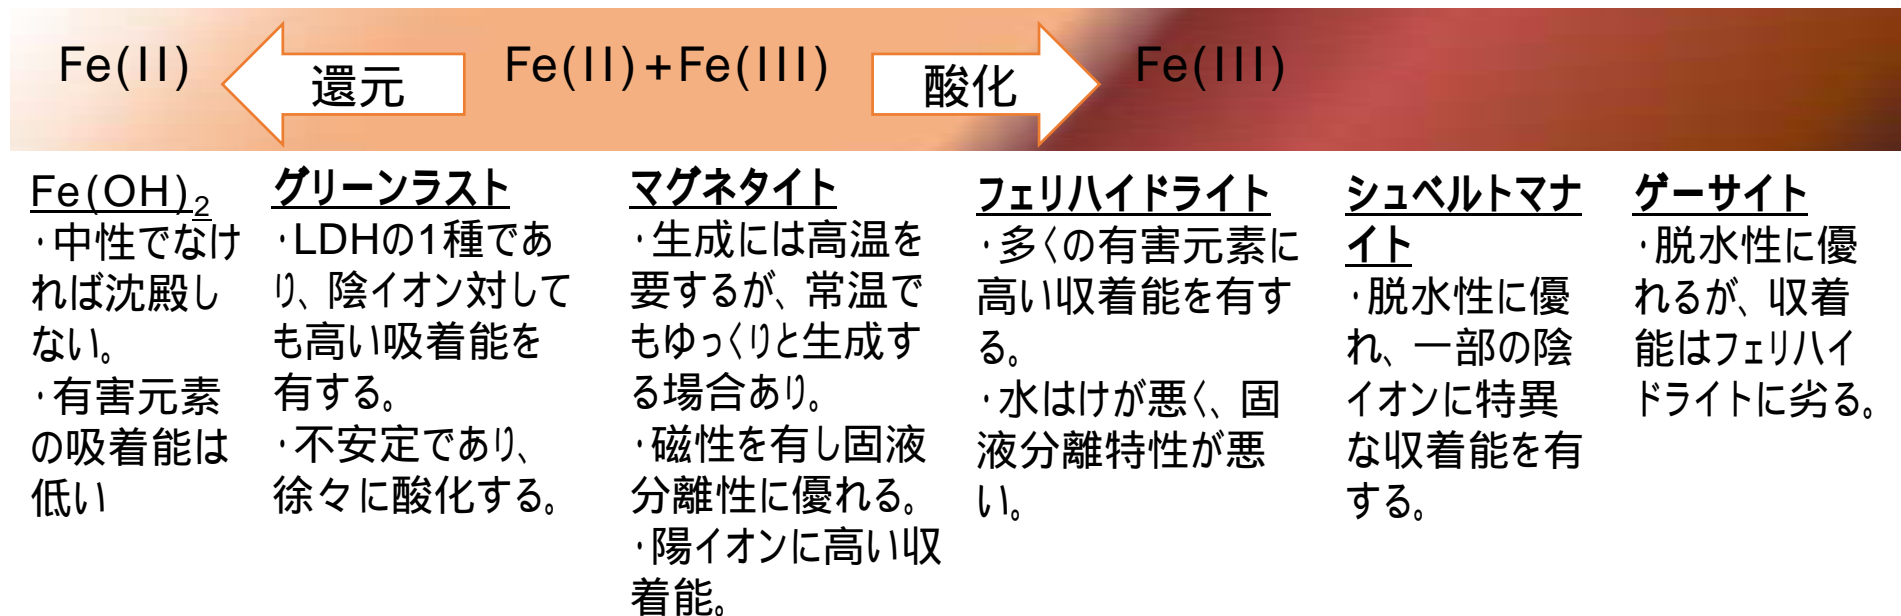 Fe(II)
還元
Fe(II)+Fe(III)
酸化
Fe(III)
Fe(OH)₂
・中性でなけ
れば沈殿し
ない。
・有害元素
の吸着能は
低い
グリーンラスト
・LDHの1種であ
り、陰イオン対して
も高い吸着能を
有する。
・不安定であり、
徐々に酸化する。
マグネタイト
・生成には高温を
要するが、常温で
もゆっくりと生成す
る場合あり。
・磁性を有し固液
分離性に優れる。
・陽イオンに高い収
着能。
フェリハイドライト
・多くの有害元素に
高い収着能を有す
る。
・水はけが悪く、固
液分離特性が悪
い。
シュベルトマナ
イト
・脱水性に優
れ、一部の陰
イオンに特異
な収着能を有
する。
ゲーサイト
・脱水性に優
れるが、収着
能はフェリハイ
ドライトに劣る。